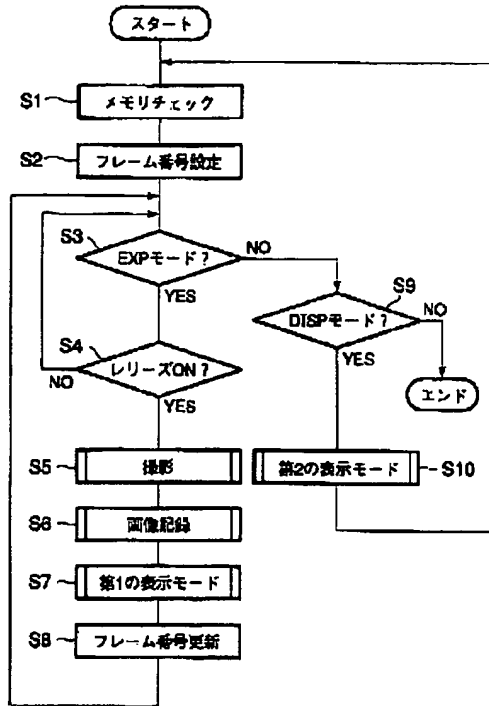 スタート
S1 メモリチェック
S2 フレーム番号設定
S3 EXPモード? NO
YES
S4 レリーズON?
NO
YES
S9 DISPモード? NO
YES
エンド
S5 撮影
第2の表示モード S10
S6 画像記録
S7 第1の表示モード
S8 フレーム番号更新